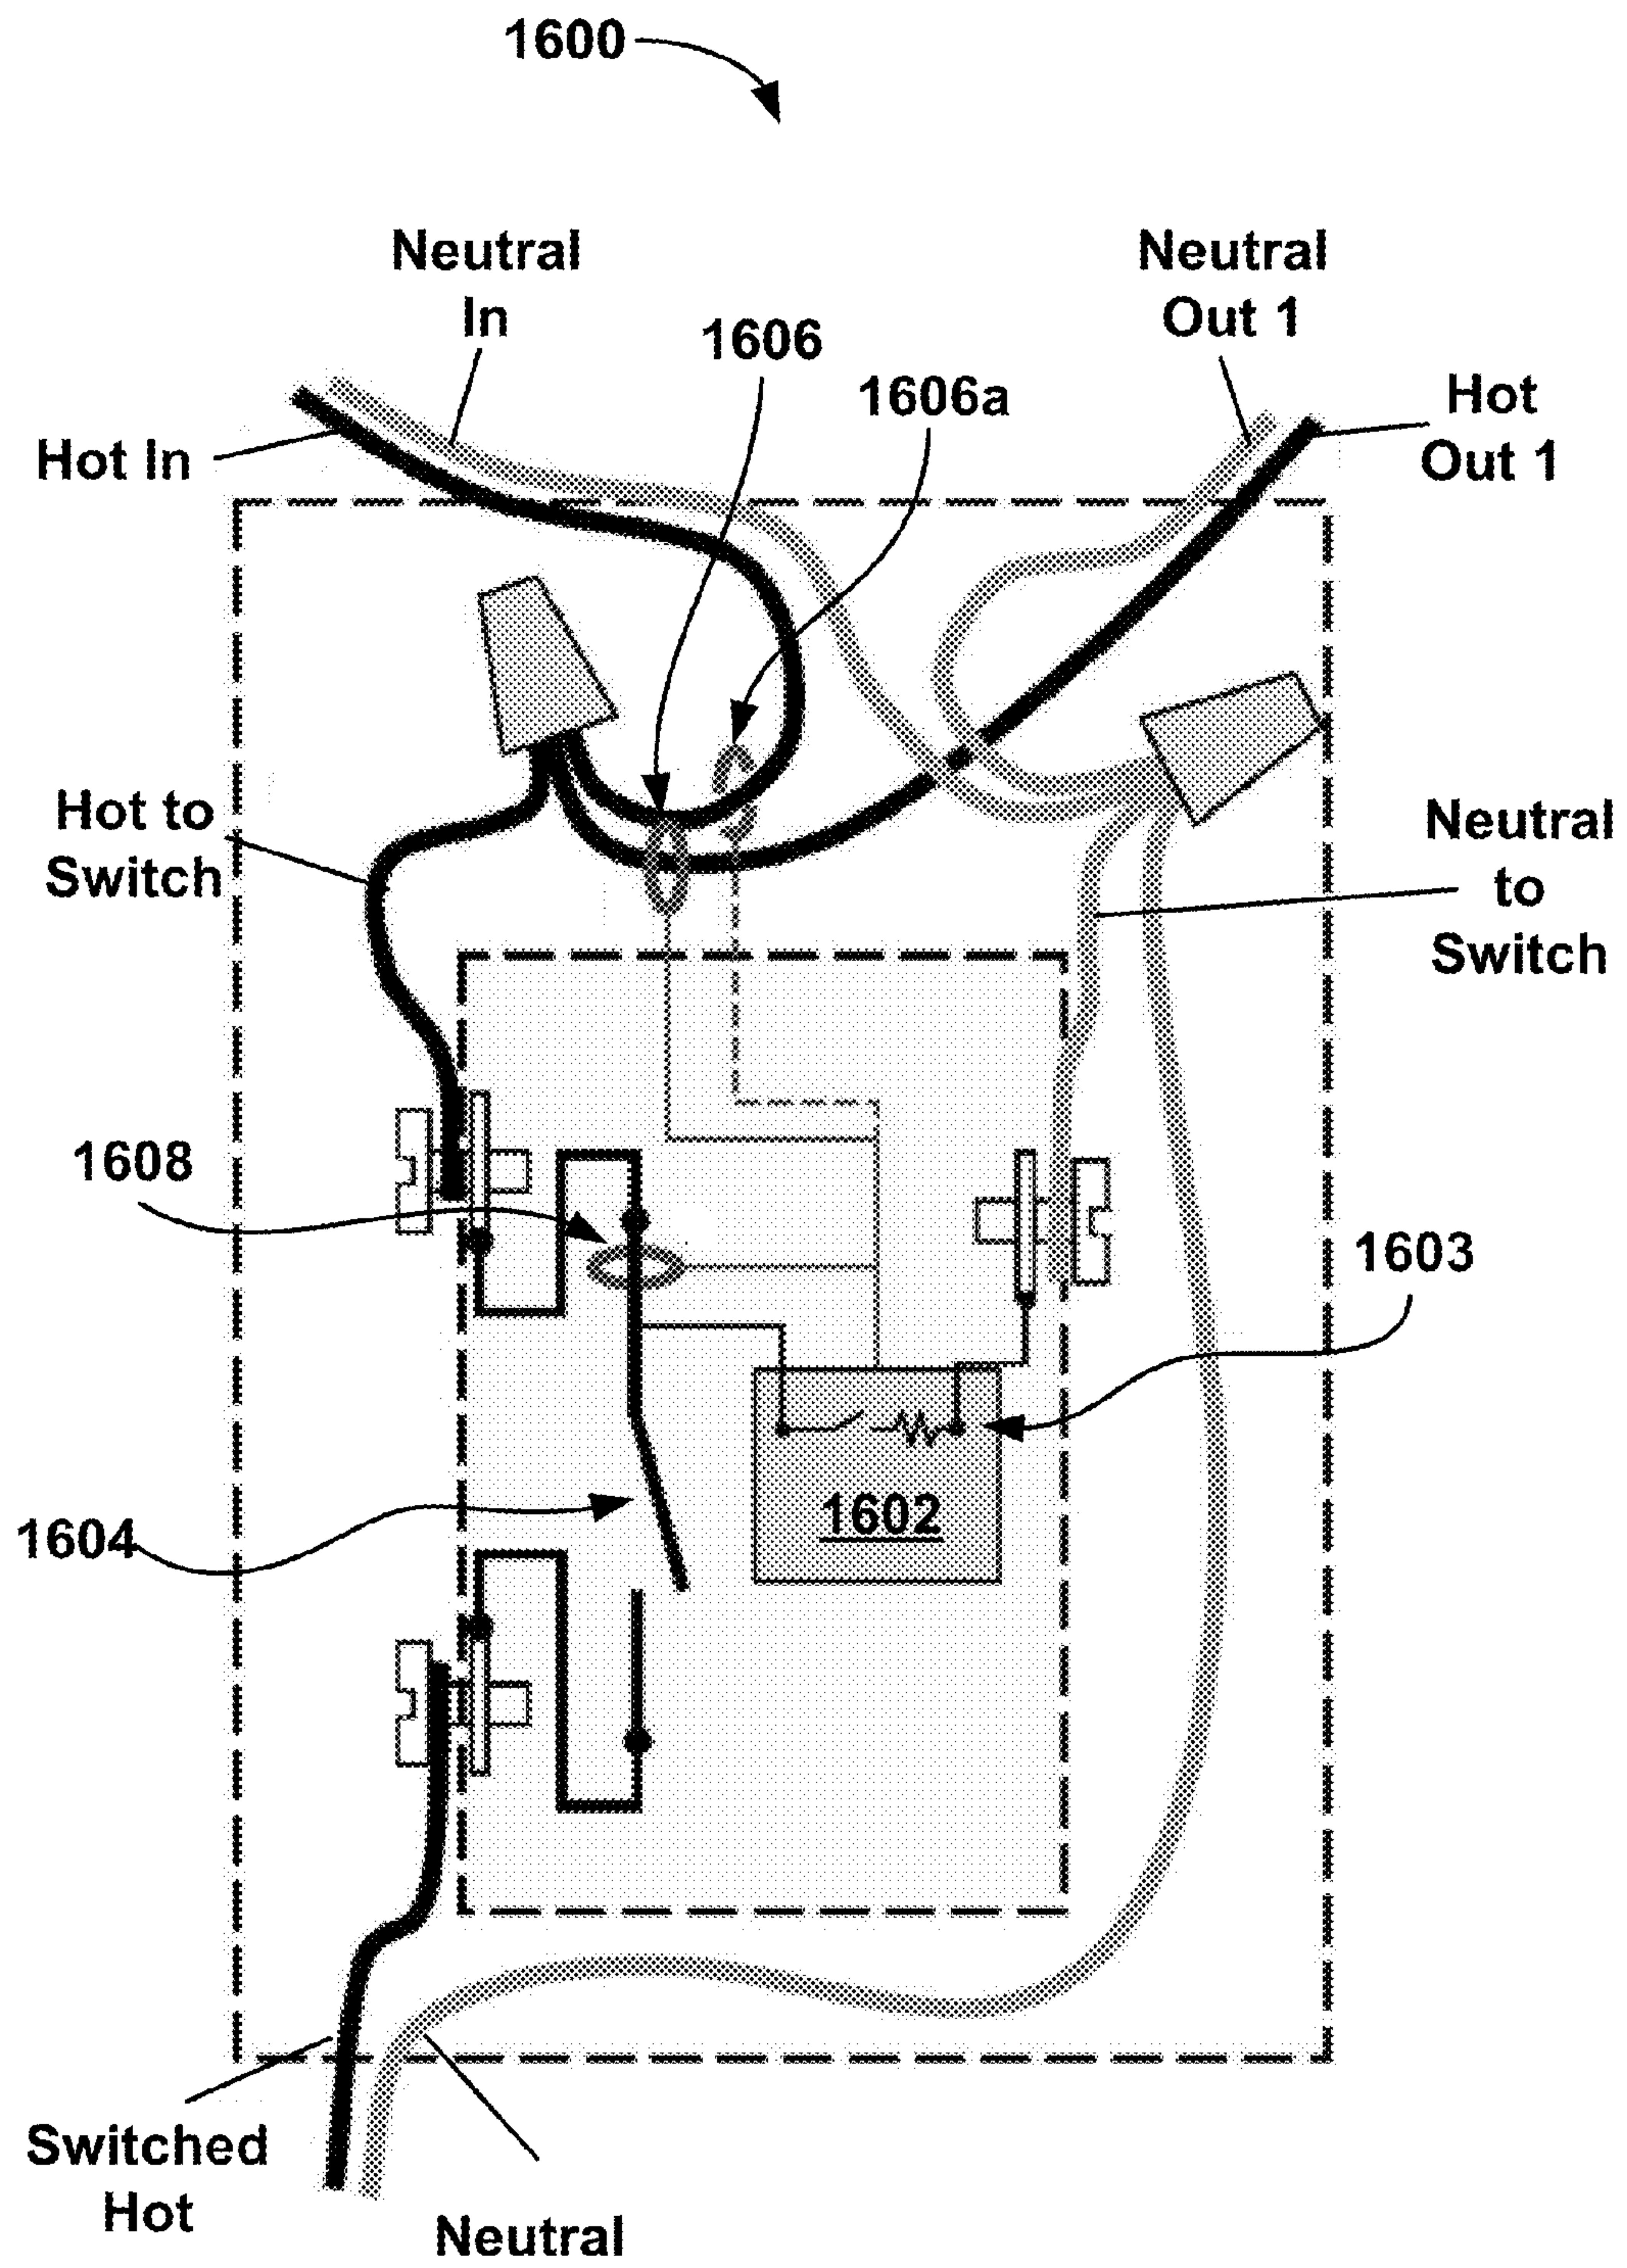 1600
Neutral
In
Neutral
Out 1
1606
1606a
Hot
Out 1
Hot In
Hot to
Switch
Neutral
to
Switch
1608
1603
1604
1602
Switched
Hot
Neutral